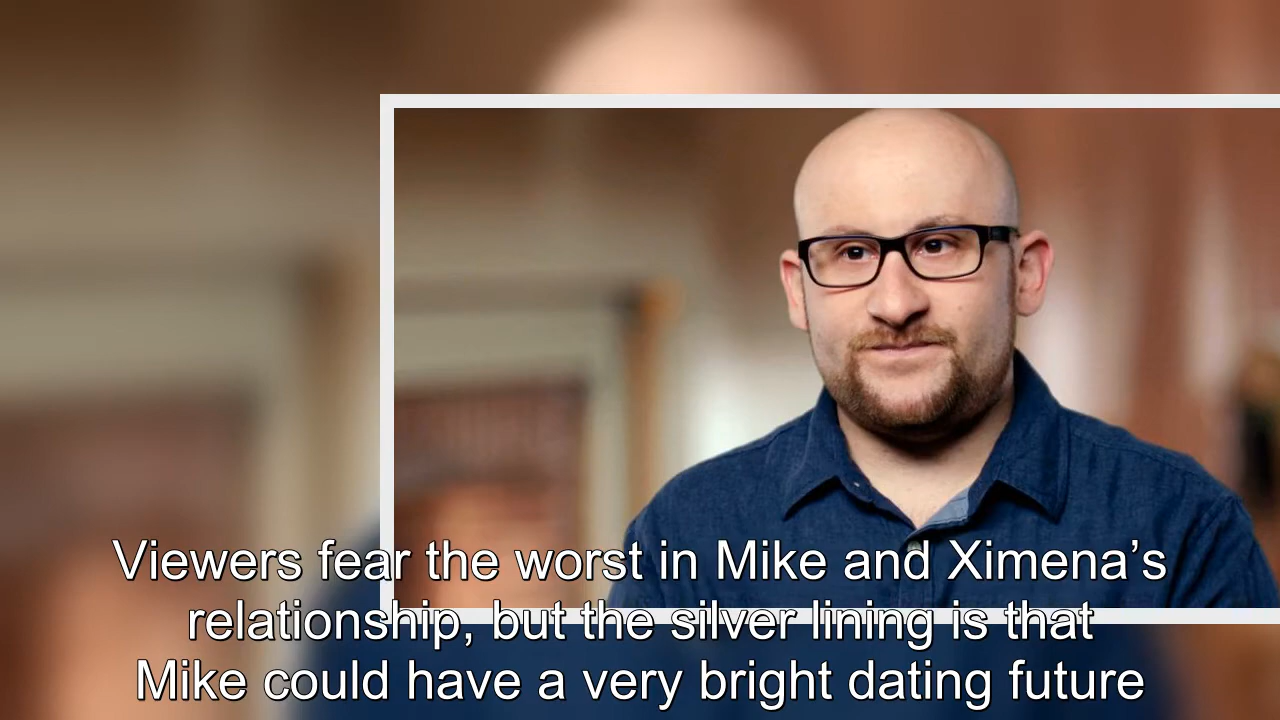 Viewers fear the worst in Mike and Ximena’s
relationship, but the silver lining is that
Mike could have a very bright dating future